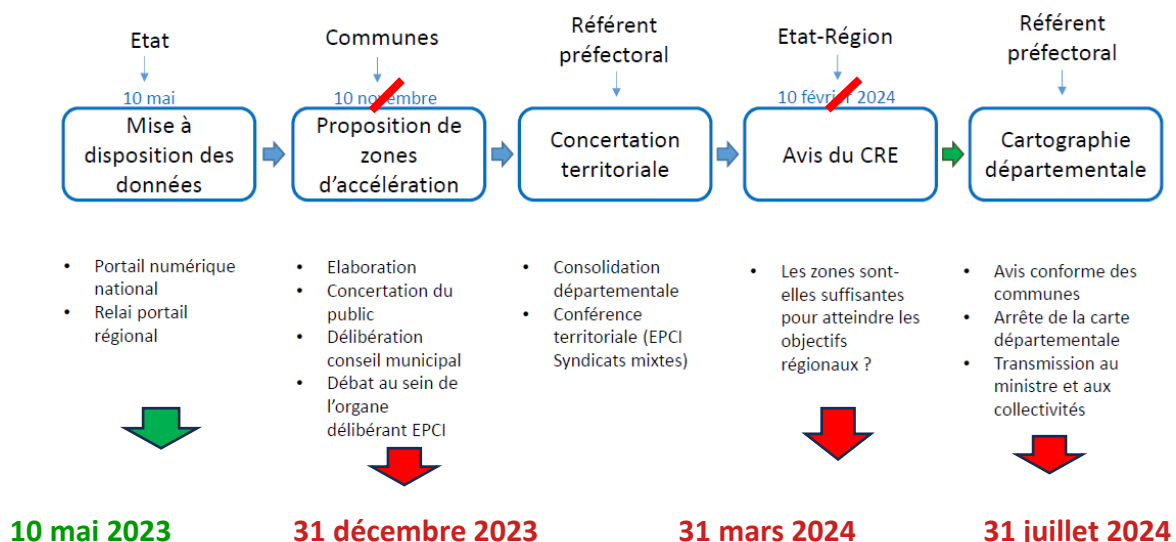 Etat
10 mai
Mise à
disposition des
données
Communes
10 novembre
Proposition de
zones
d'accélération
Référent
préfectoral
Concertation
territoriale
Etat-Région
10 février 2024
Avis du CRE
Référent
préfectoral
Cartographie
départementale
• Portail numérique
national
• Relai portail
régional
• Elaboration
• Concertation du
public
• Délibération
conseil municipal
• Débat au sein de
l'organe
délibérant EPCI
• Consolidation
départementale
• Conférence
territoriale (EPCI
Syndicats mixtes)
• Les zones sont-
elles suffisantes
pour atteindre les
objectifs
régionaux ?
• Avis conforme des
communes
• Arrête de la carte
départementale
• Transmission au
ministre et aux
collectivités
10 mai 2023
31 décembre 2023
31 mars 2024
31 juillet 2024